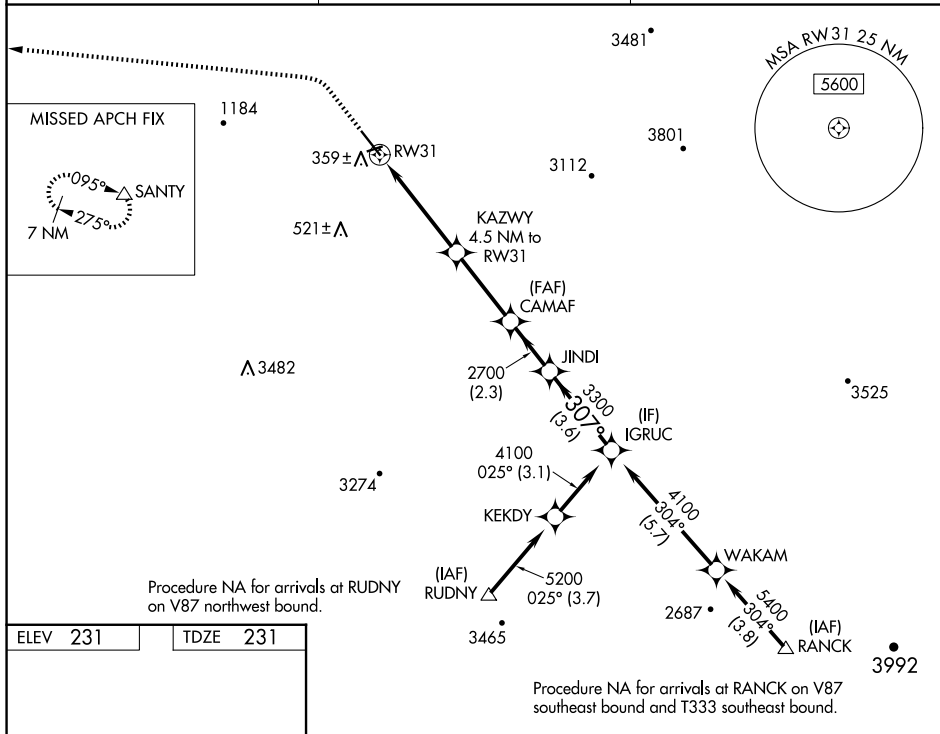 3481
MSA RW31 25 NM
5600
MISSED APCH FIX
1184
095°
SANTY
275°
7 NM
359±
RW31
3801
3112
521±
KAZWY
4.5 NM to
RW31
(FAF)
CAMAF
3482
2700
(2.3)
JINDI
3300
307°
(3.6)
3525
(IF)
IGRUC
4100
025° (3.1)
3274
KEKDY
4100
304°
(5.7)
WAKAM
Procedure NA for arrivals at RUDNY
on V87 northwest bound.
(IAF)
RUDNY
5200
025° (3.7)
3465
2687
5400
304°
(3.8)
(IAF)
RANCK
3992
ELEV 231
TDZE 231
Procedure NA for arrivals at RANCK on V87
southeast bound and T333 southeast bound.